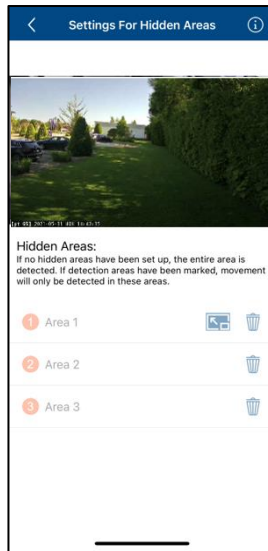 Settings For Hidden Areas
Hidden Areas:
If no hidden areas have been set up, the entire area is
detected. If detection areas have been marked, movement
will only be detected in these areas.
1 Area 1
2 Area 2
3 Area 3